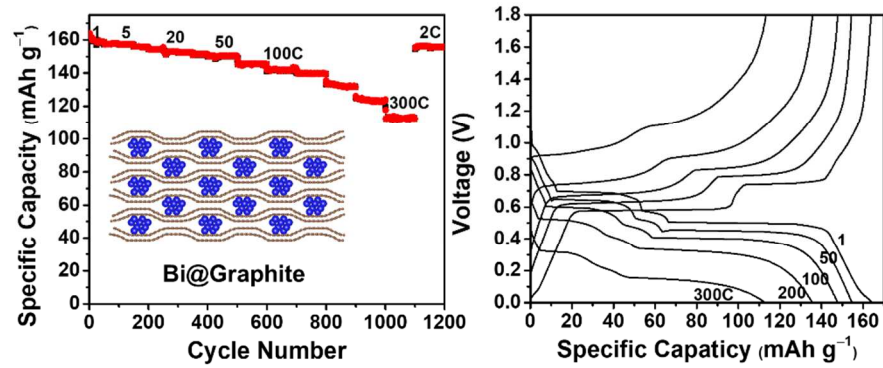 160
140
120
100
80
60
40
20
0
Specific Capacity (mAh g⁻¹)
1 5 20 50 100C 300C 2C
Bi@Graphite
0 200 400 600 800 1000 1200
Cycle Number
1.8
1.6
1.4
1.2
1.0
0.8
0.6
0.4
0.2
0.0
Voltage (V)
1
50
100
200
300C
0 20 40 60 80 100 120 140 160
Specific Capaticy (mAh g⁻¹)